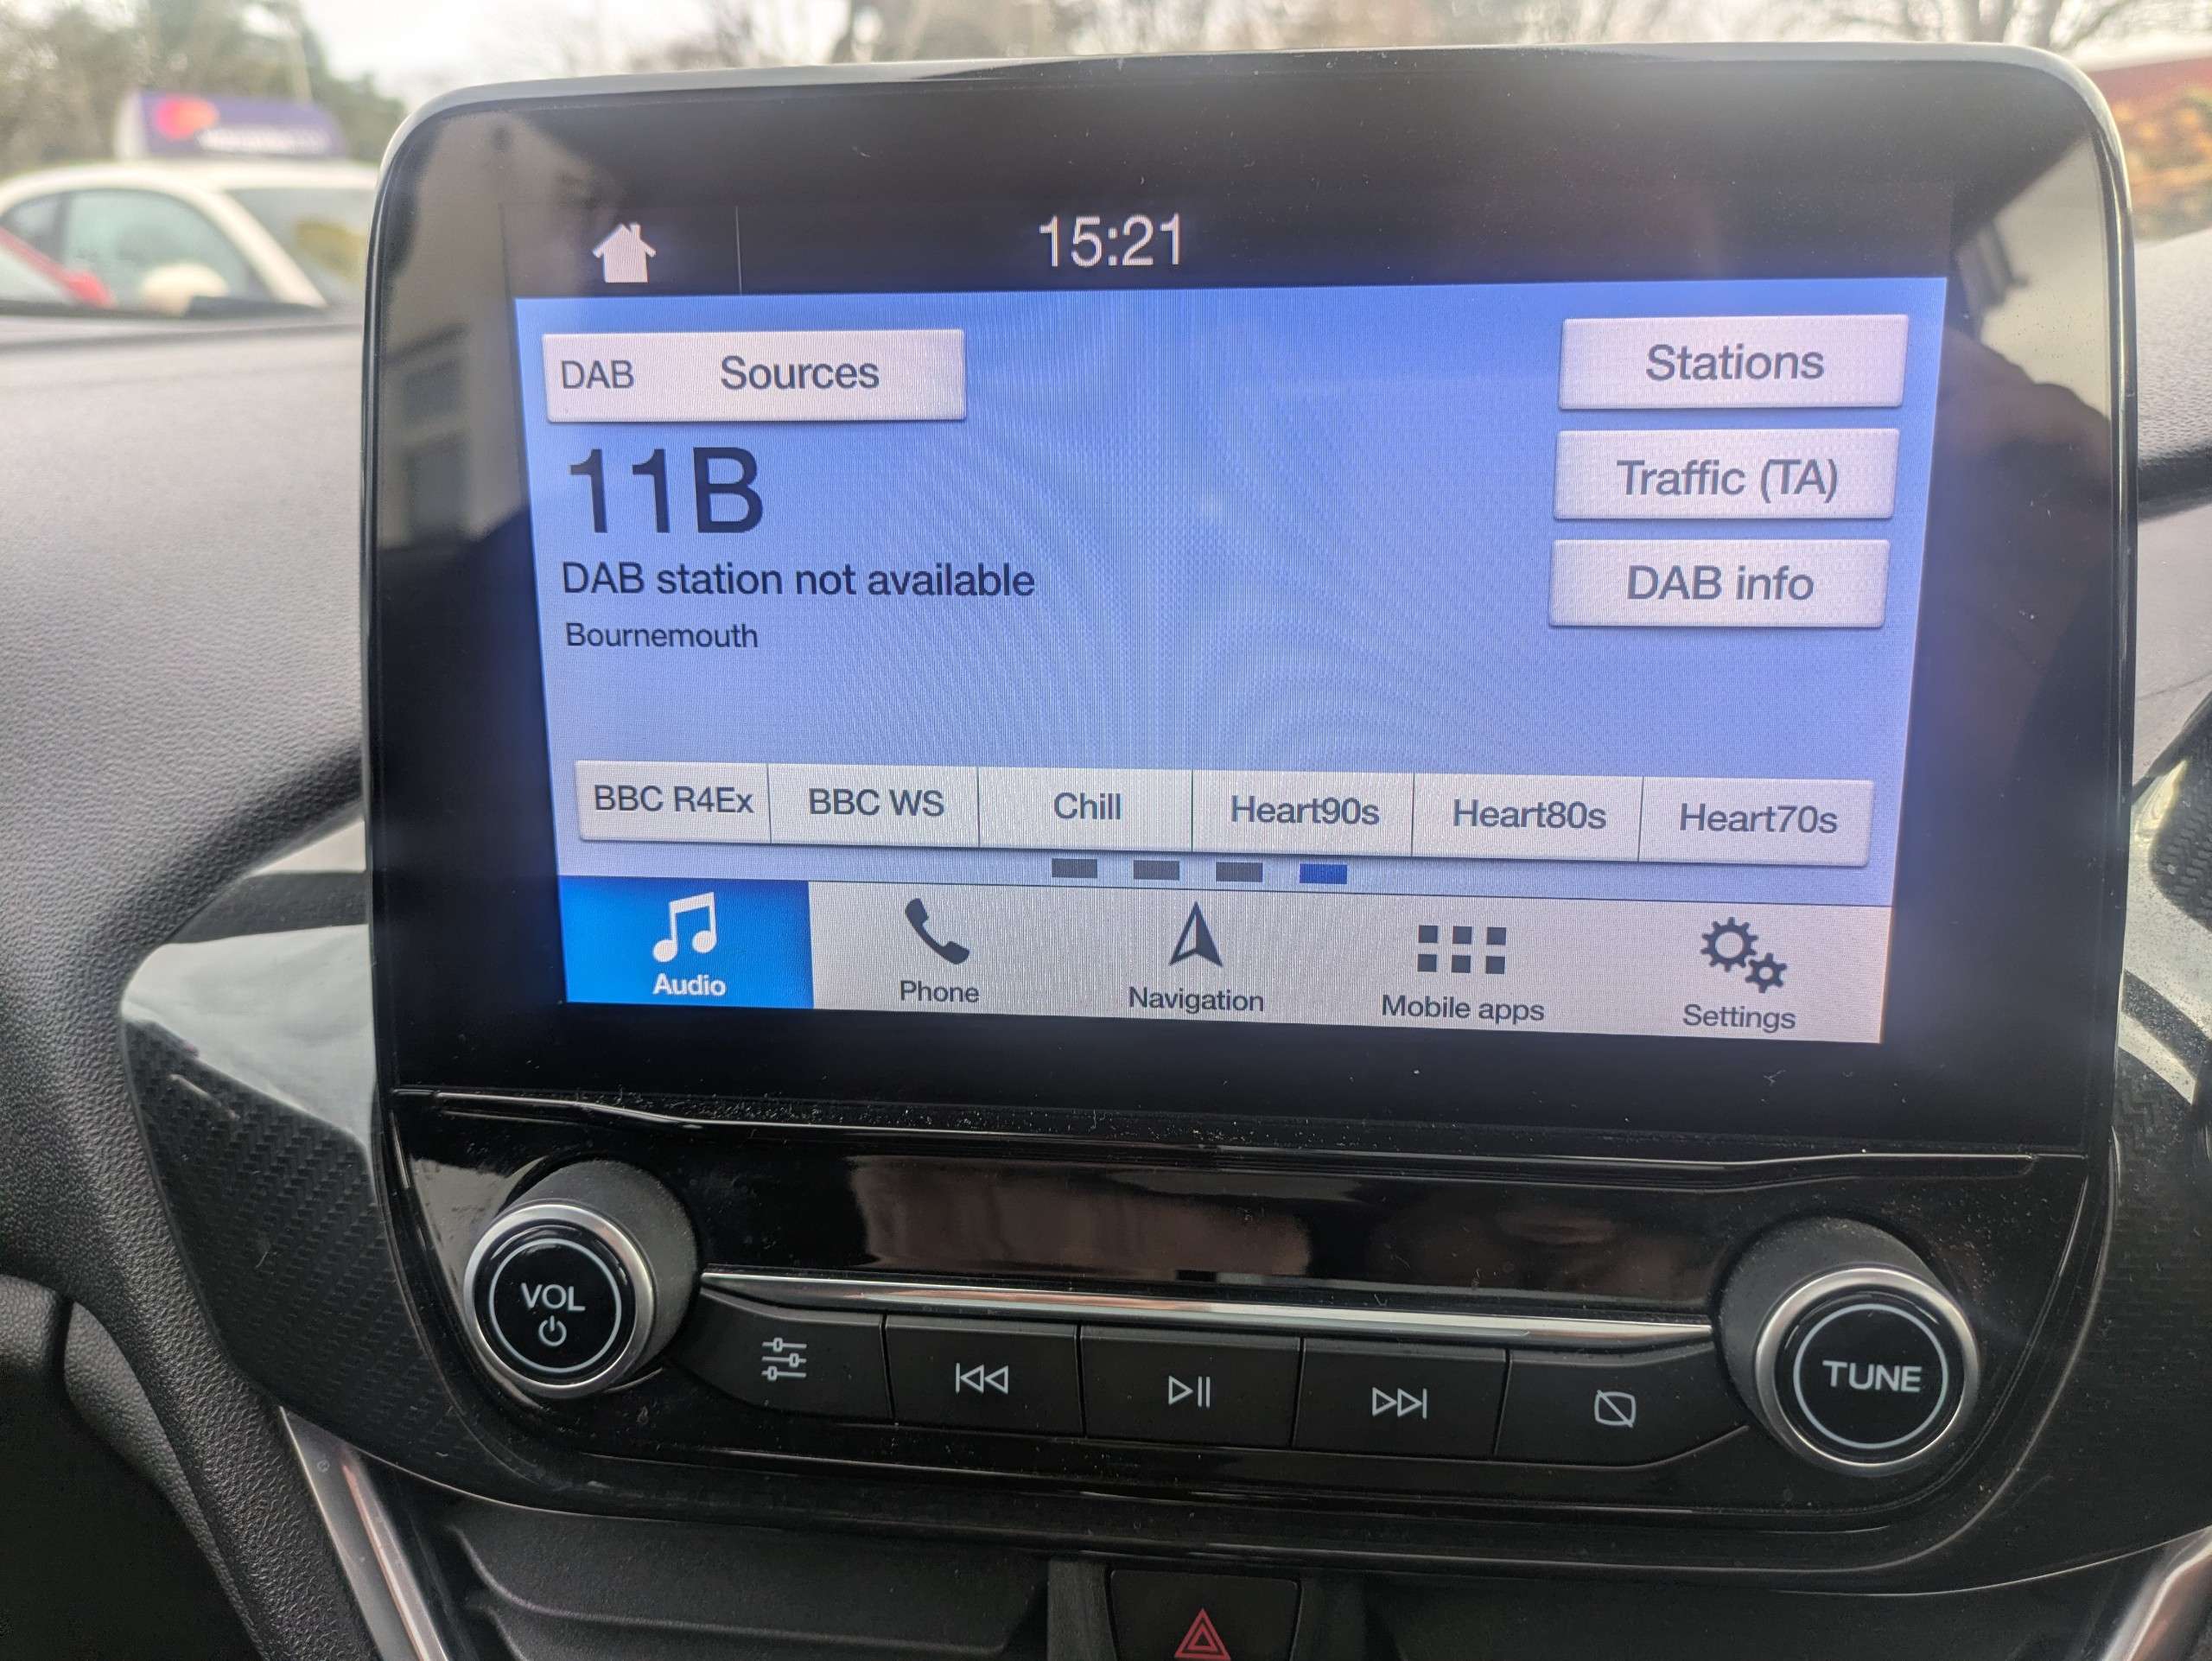 15:21
DAB Sources
Stations
11B
Traffic (TA)
DAB station not available
DAB info
Bournemouth
BBC R4Ex BBC WS Chill Heart90s Heart80s Heart70s
Audio Phone Navigation Mobile apps Settings
VOL
TUNE